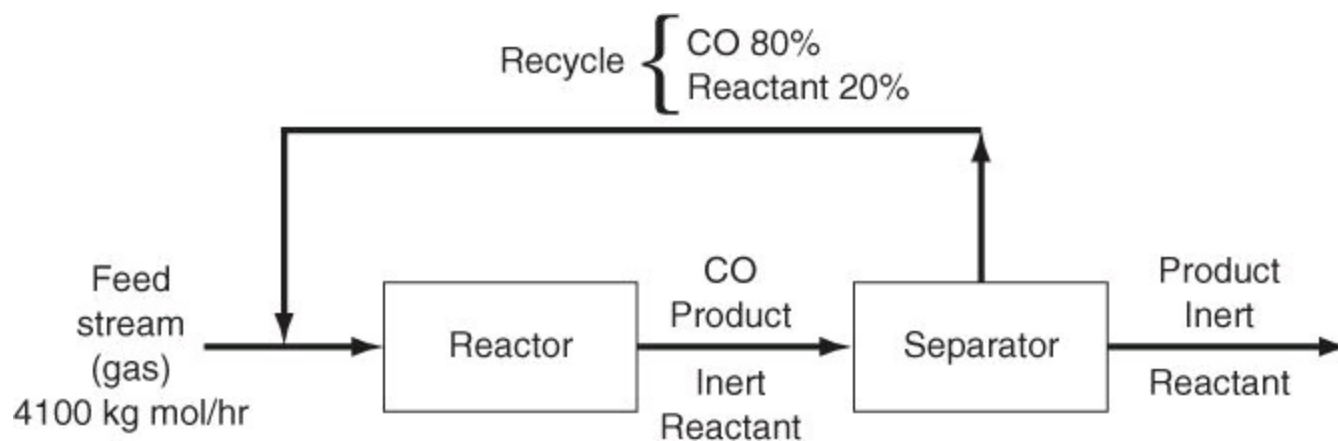 Recycle
CO 80%
Reactant 20%
Feed
stream
(gas)
4100 kg mol/hr
Reactor
CO
Product
Inert
Reactant
Separator
Product
Inert
Reactant